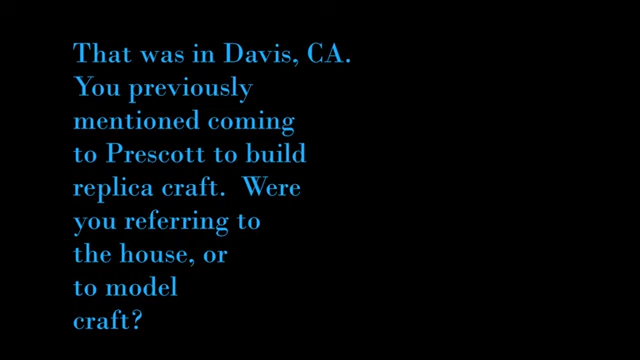 That was in Davis, CA.
You previously
mentioned coming
to Prescott to build
replica craft.  Were
you referring to
the house, or
to model
craft?